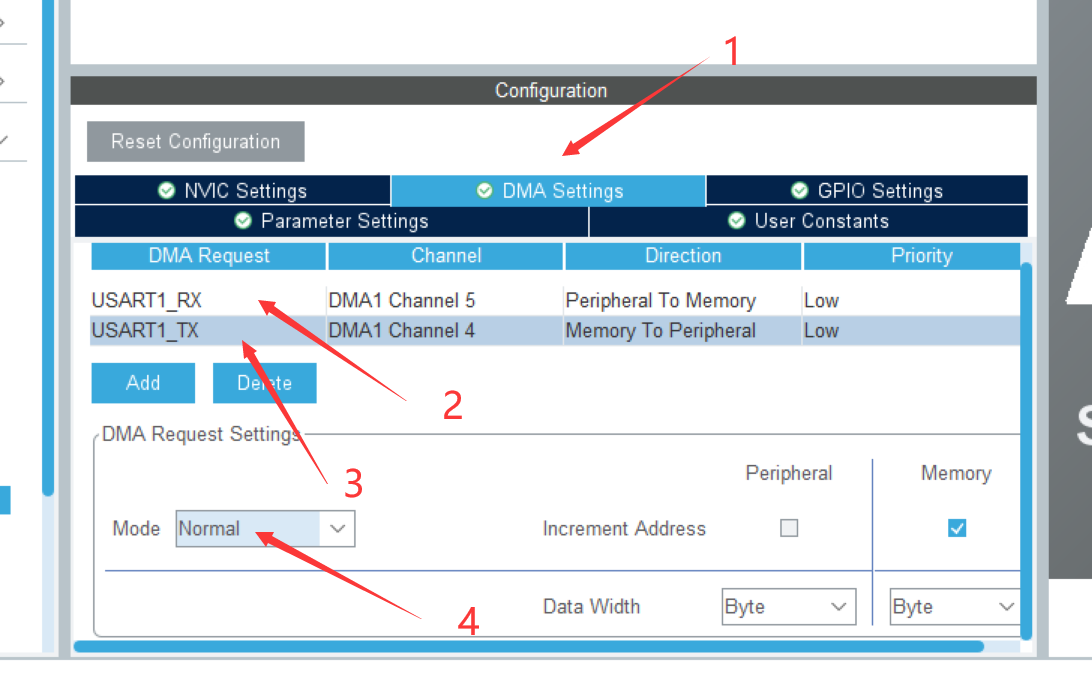 1
Configuration
Reset Configuration
NVIC Settings DMA Settings GPIO Settings
Parameter Settings User Constants
DMA Request Channel Direction Priority
USART1_RX DMA1 Channel 5 Peripheral To Memory Low
USART1_TX DMA1 Channel 4 Memory To Peripheral Low
Add Delete
2
DMA Request Settings
Peripheral Memory
3
Mode Normal Increment Address
Data Width Byte Byte
4